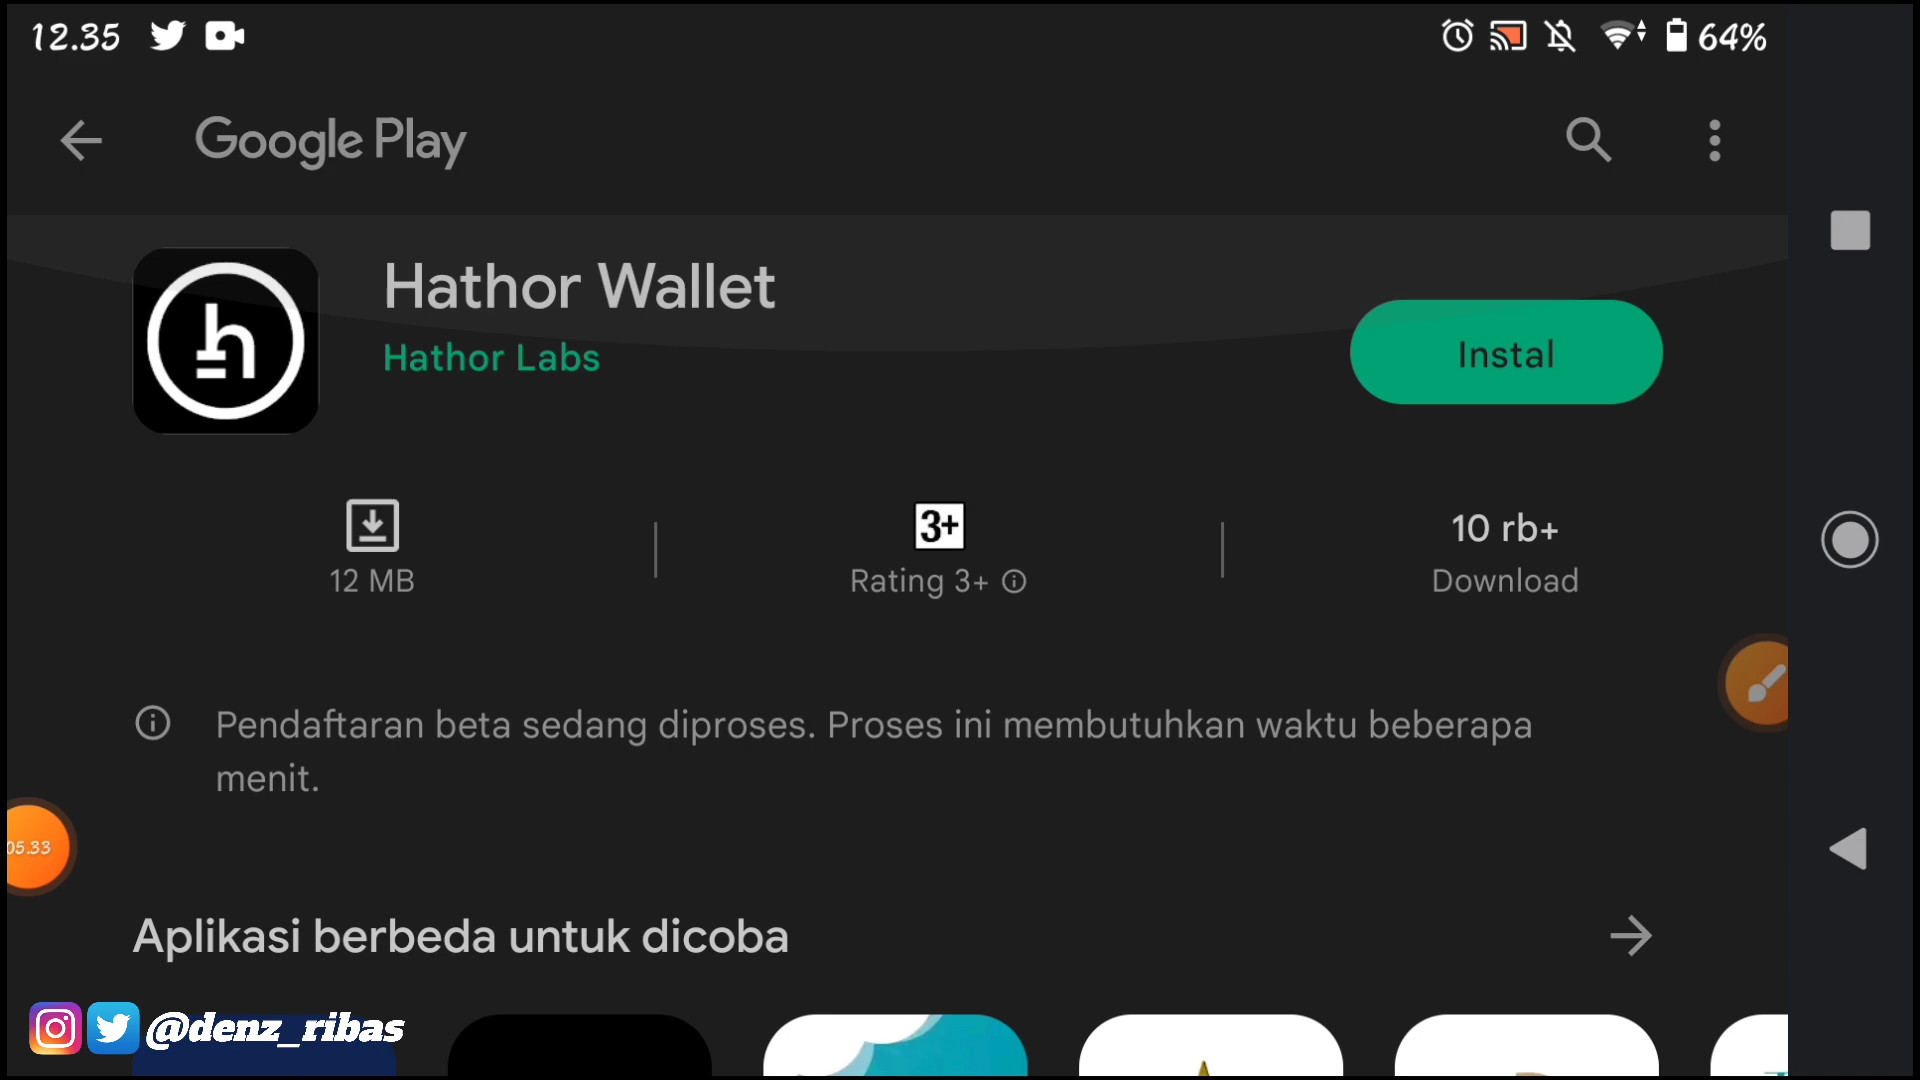 12.35
64%
Google Play
Hathor Wallet
Hathor Labs
Instal
12 MB
3+
Rating 3+
10 rb+
Download
Pendaftaran beta sedang diproses. Proses ini membutuhkan waktu beberapa
menit.
05.33
Aplikasi berbeda untuk dicoba
@denz_ribas